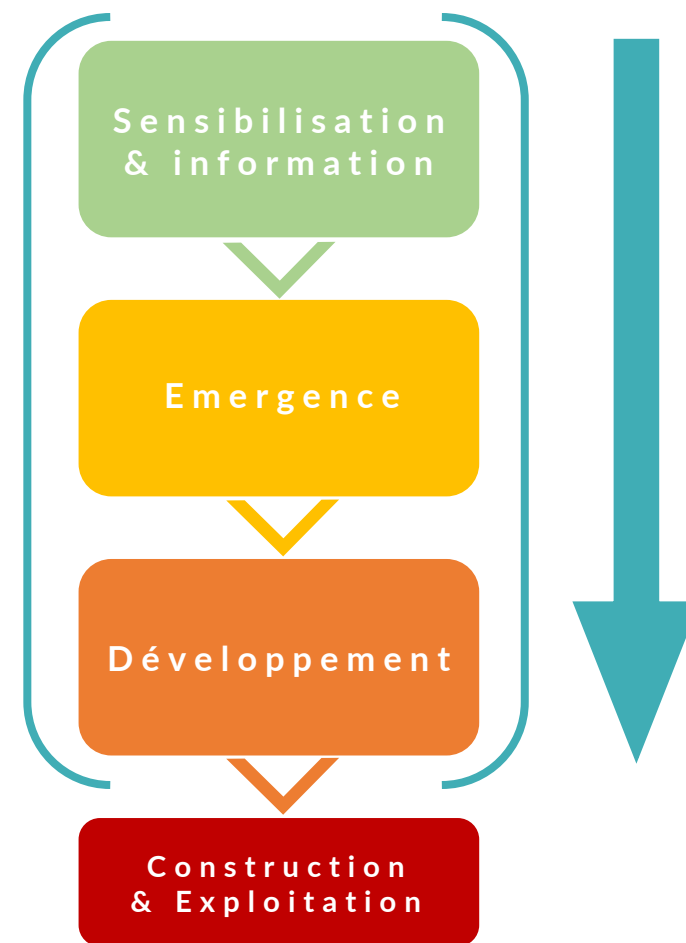 Sensibilisation
& information
Emergence
Développement
Construction
& Exploitation